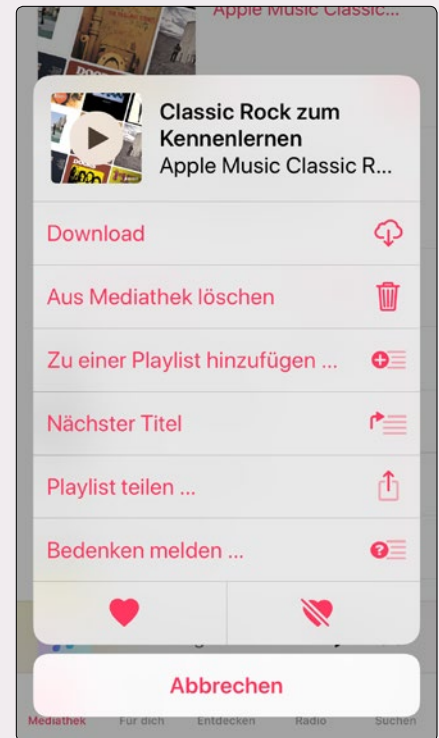 Apple Music Classic...
DOORS
Classic Rock zum
Kennenlernen
Apple Music Classic R...
Download
Aus Mediathek löschen
Zu einer Playlist hinzufügen ...
Nächster Titel
Playlist teilen ...
Bedenken melden ...
Abbrechen
Mediathek Für dich Entdecken Radio Suchen